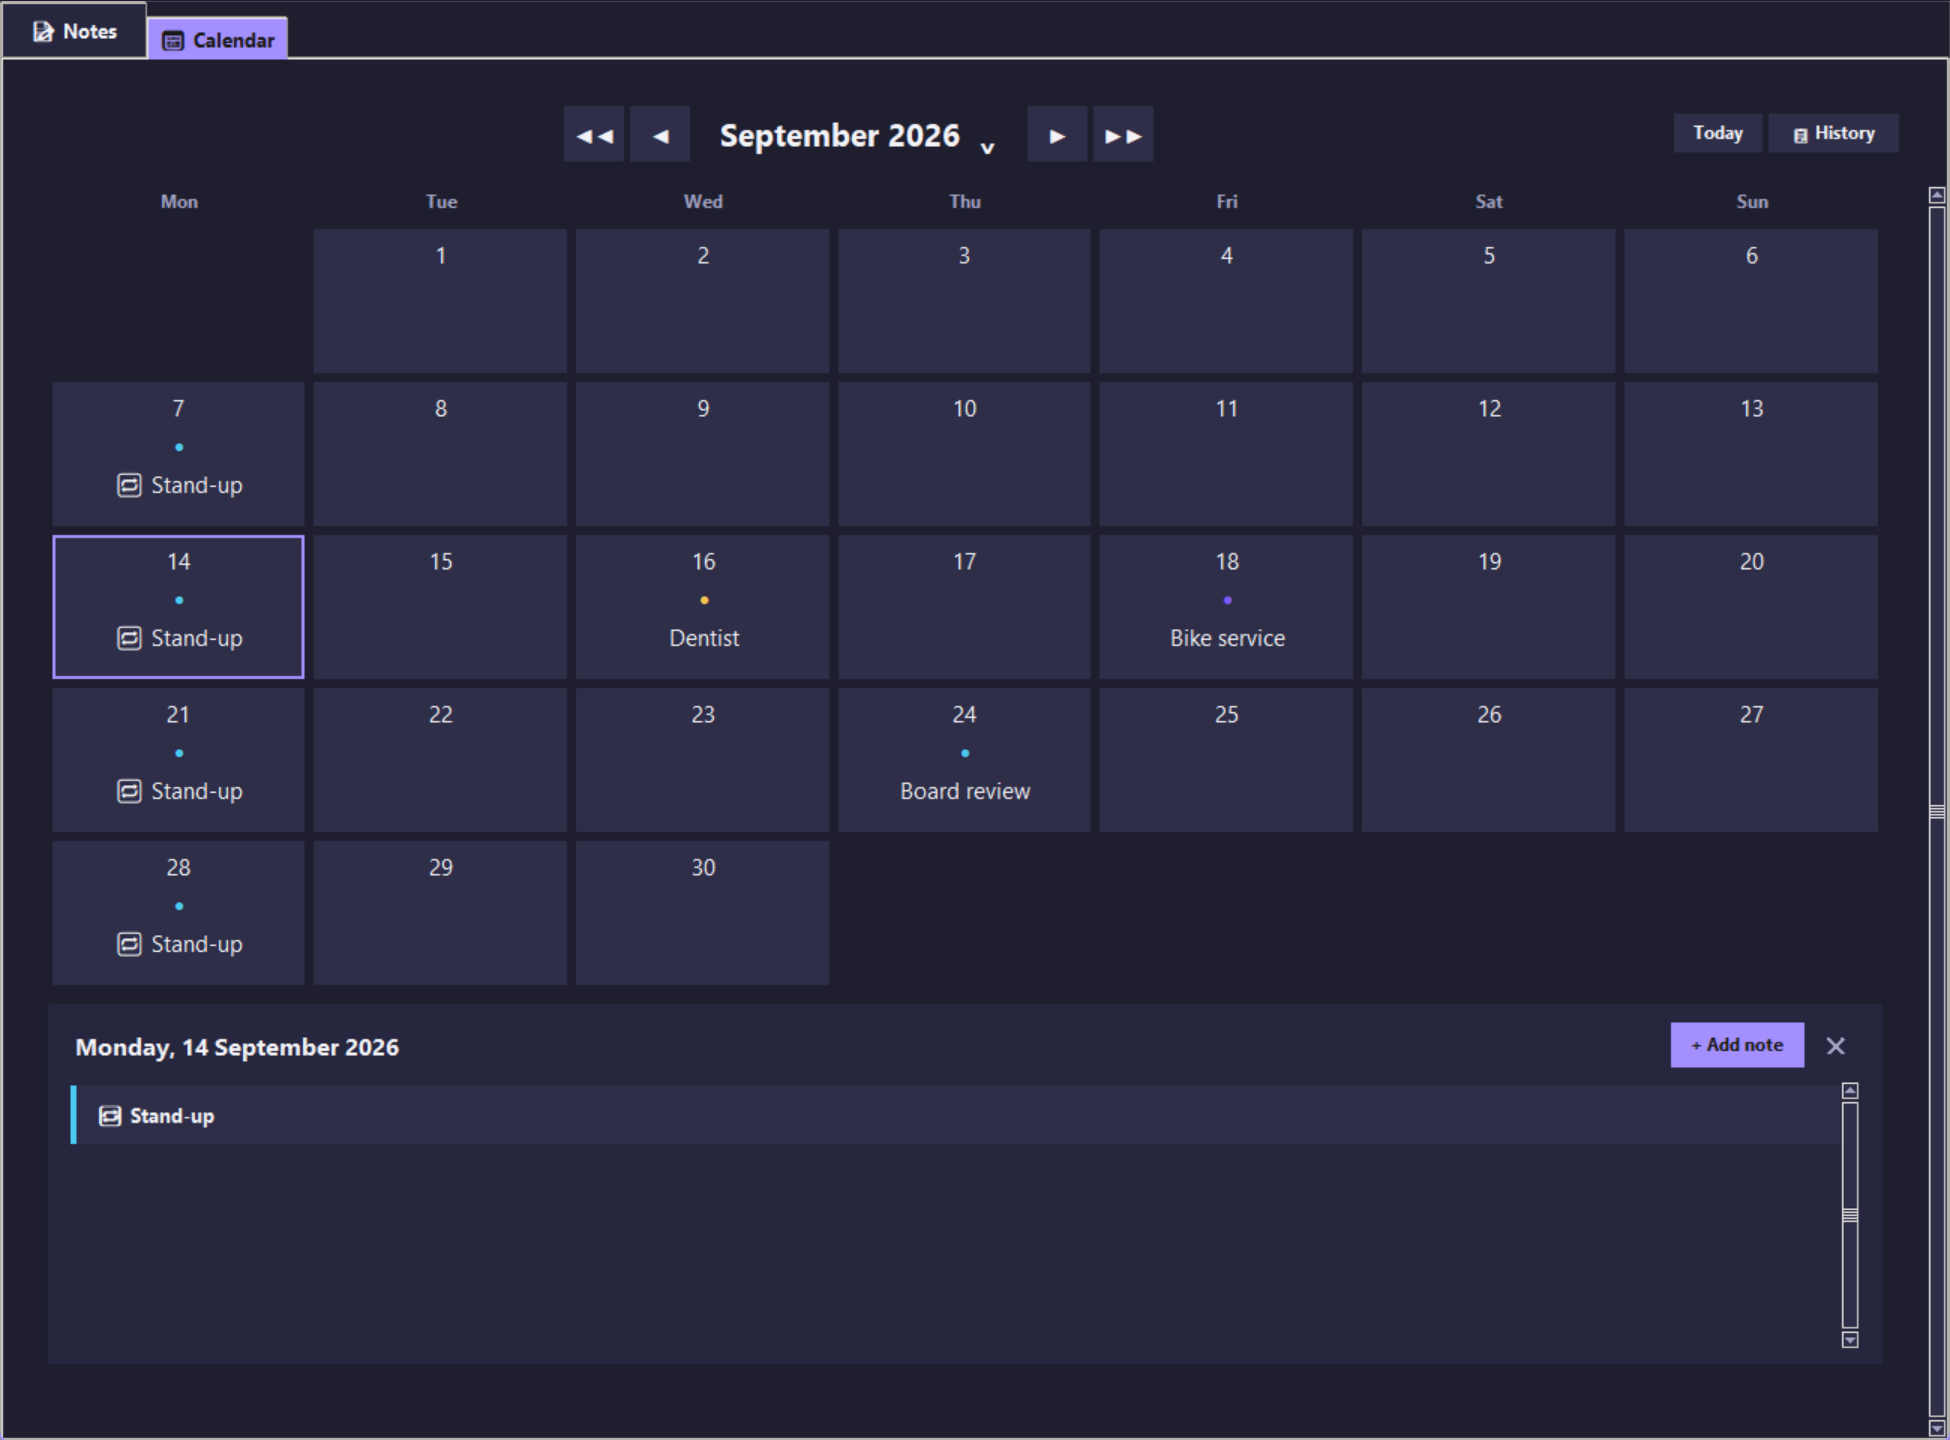 Notes
Calendar
◄◄ ◄ September 2026 v ► ►►
Today
History
Mon Tue Wed Thu Fri Sat Sun
1 2 3 4 5 6
7 8 9 10 11 12 13
Stand-up
14 15 16 17 18 19 20
Stand-up Dentist Bike service
21 22 23 24 25 26 27
Stand-up Board review
28 29 30
Stand-up
Monday, 14 September 2026
+ Add note
Stand-up